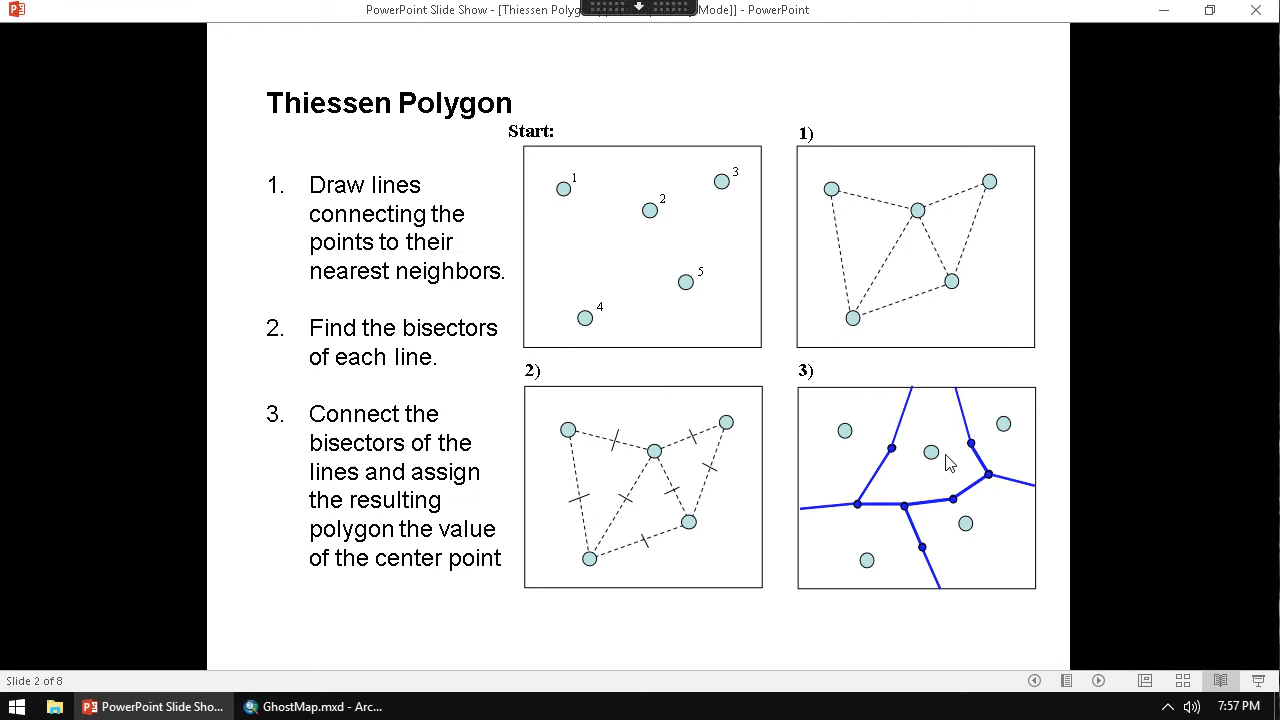 PowerPoint Slide Show - [Thiessen Polyg
Mode]] - PowerPoint
Thiessen Polygon
1. Draw lines
connecting the
points to their
nearest neighbors.
2. Find the bisectors
of each line.
3. Connect the
bisectors of the
lines and assign
the resulting
polygon the value
of the center point
Start:
1
2
3
4
5
1)
2)
3)
Slide 2 of 8
PowerPoint Slide Sho...
GhostMap.mxd - Arc...
7:57 PM